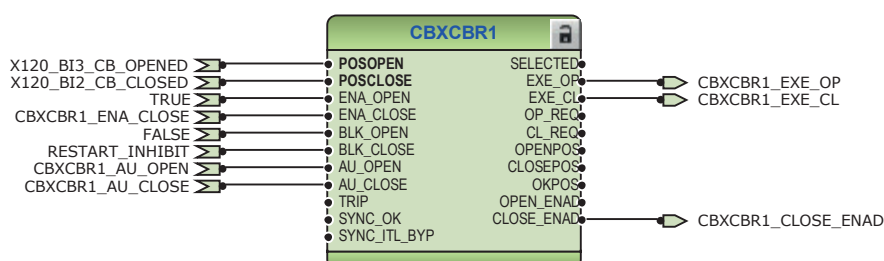 CBXCBR1
X120_BI3_CB_OPENED POSOPEN SELECTED
X120_BI2_CB_CLOSED POSCLOSE EXE_OP CBXCBR1_EXE_OP
TRUE ENA_OPEN EXE_CL CBXCBR1_EXE_CL
CBXCBR1_ENA_CLOSE ENA_CLOSE OP_REQ
FALSE BLK_OPEN CL_REQ
RESTART_INHIBIT BLK_CLOSE OPENPOS
CBXCBR1_AU_OPEN AU_OPEN CLOSEPOS
CBXCBR1_AU_CLOSE AU_CLOSE OKPOS
TRIP OPEN_ENAD
SYNC_OK CLOSE_ENAD CBXCBR1_CLOSE_ENAD
SYNC_ITL_BYP